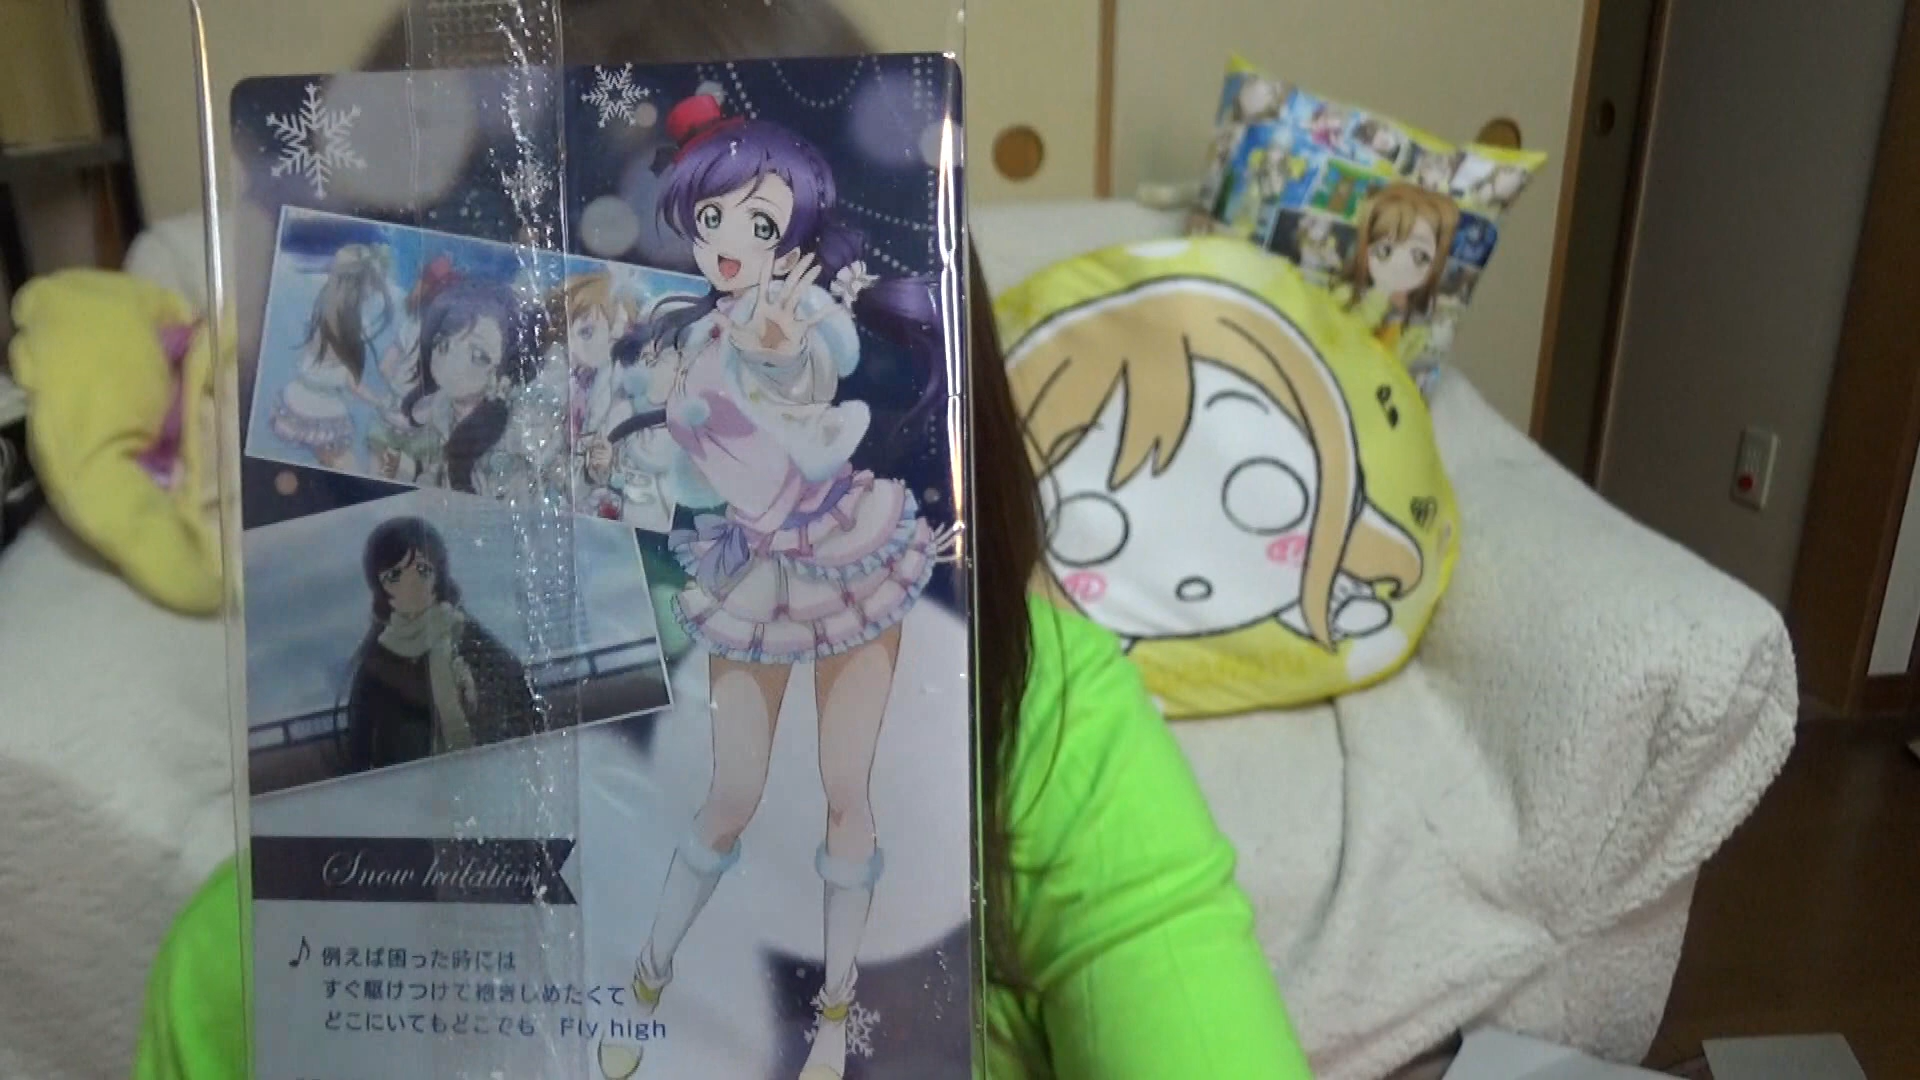 Snow halation
♪ 例えば困った時には
すぐ駆けつけて抱きしめたくて
どこにいてもどこでも Fly high